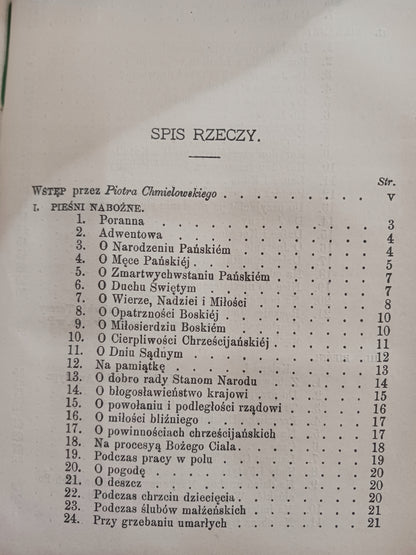 SPIS RZECZY.
Str.
WSTĘP przez Piotra Chmielowskiego . . . . . . . . v
I. PIEŚNI NABOŻNE.
1. Poranna . . . . . . . . . . . . 3
2. Adwentowa . . . . . . . . . . . 4
3. O Narodzeniu Pańskiém . . . . . . . . 4
4. O Męce Pańskiéj . . . . . . . . . . 5
5. O Zmartwychwstaniu Pańskiém . . . . . . 7
6. O Duchu Świętym . . . . . . . . . 7
7. O Wierze, Nadziei i Miłości . . . . . . . 8
8. O Opatrzności Boskiéj . . . . . . . . 10
9. O Miłosierdziu Boskiém . . . . . . . . 10
10. O Cierpliwości Chrześcijańskiéj . . . . . . 11
11. O Dniu Sądnym . . . . . . . . . . 12
12. Na pamiątkę . . . . . . . . . . . 13
13. O dobro rady Stanom Narodu . . . . . . 14
14. O błogosławieństwo krajowi . . . . . . . 15
15. O powołaniu i podległości rządowi . . . . . 16
16. O miłości bliźniego . . . . . . . . . 17
17. O powinnościach chrześcijańskich . . . . . . 17
18. Na procesyą Bożego Ciala . . . . . . . . 18
19. Podczas pracy w polu . . . . . . . . . 19
20. O pogodę . . . . . . . . . . . . 20
21. O deszcz . . . . . . . . . . . . 20
22. Podczas chrzcin dziecięcia . . . . . . . . 20
23. Podczas ślubów małżeńskich . . . . . . . 21
24. Przy grzebaniu umarłych . . . . . . . . 21